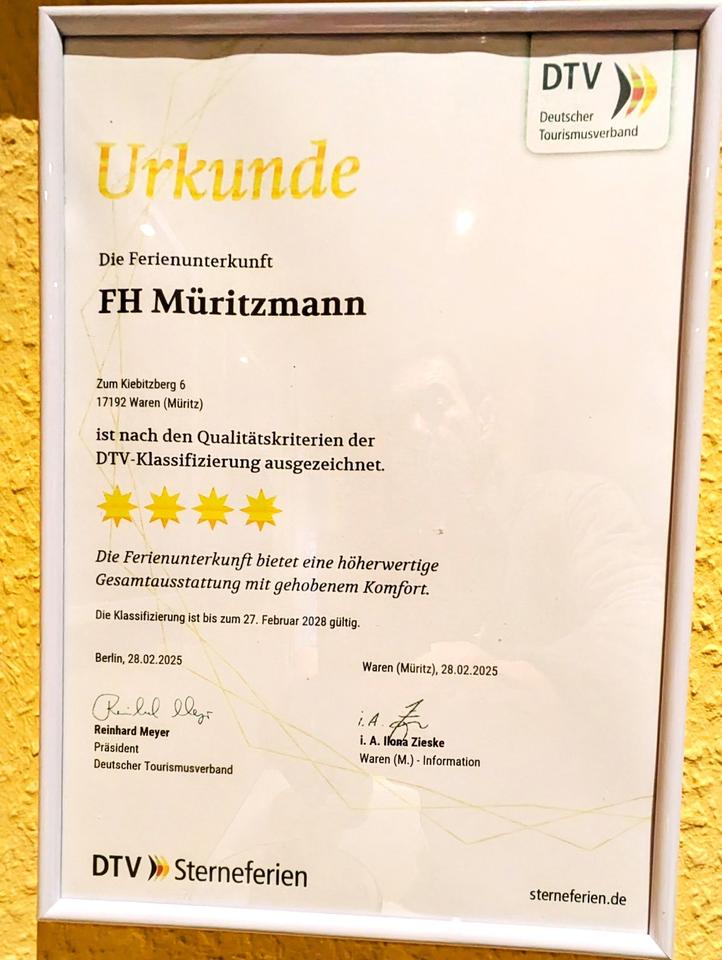 DTV
Deutscher
Tourismusverband
Urkunde
Die Ferienunterkunft
FH Müritzmann
Zum Kiebitzberg 6
17192 Waren (Müritz)
ist nach den Qualitätskriterien der
DTV-Klassifizierung ausgezeichnet.
Die Ferienunterkunft bietet eine höherwertige
Gesamtausstattung mit gehobenem Komfort.
Die Klassifizierung ist bis zum 27. Februar 2028 gültig.
Berlin, 28.02.2025
Waren (Müritz), 28.02.2025
Reinhard Meyer
i. A.
Reinhard Meyer
Präsident
Deutscher Tourismusverband
i. A. Ilona Zieske
Waren (M.) - Information
DTV Sterneferien
sterneferien.de